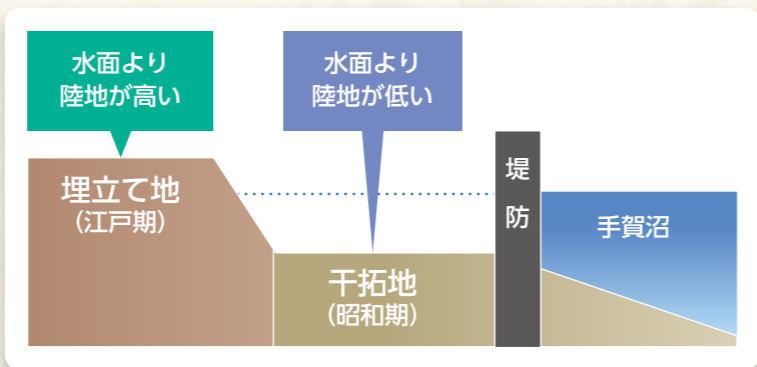 水面より
陸地が高い
水面より
陸地が低い
埋立て地
（江戸期）
干拓地
（昭和期）
堤防
手賀沼